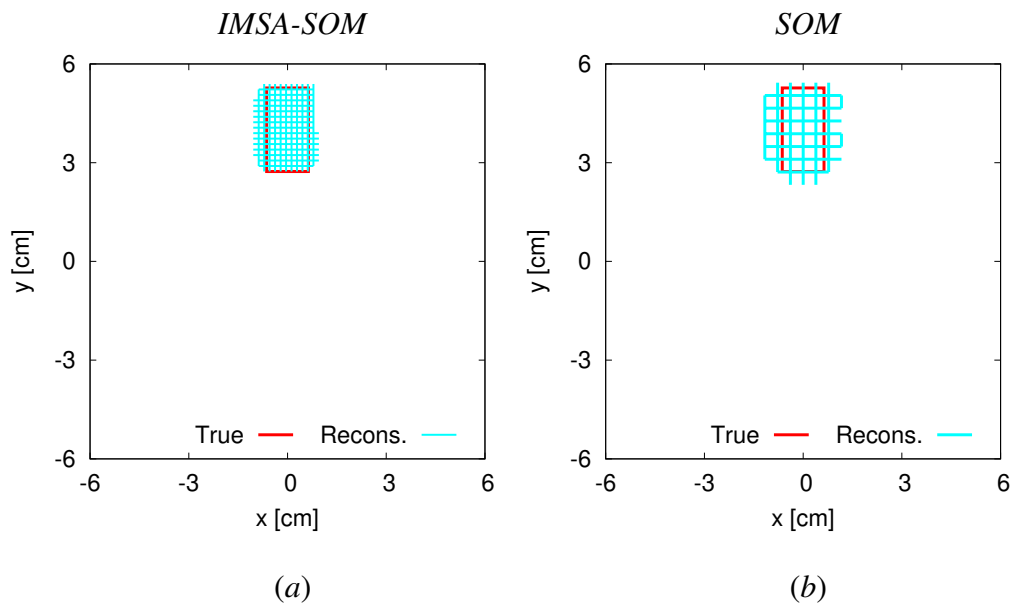 IMSA-SOM
6
3
0
-3
-6
y [cm]
True
Recons.
-6 -3 0 3 6
x [cm]
(a)
SOM
6
3
0
-3
-6
y [cm]
True
Recons.
-6 -3 0 3 6
x [cm]
(b)